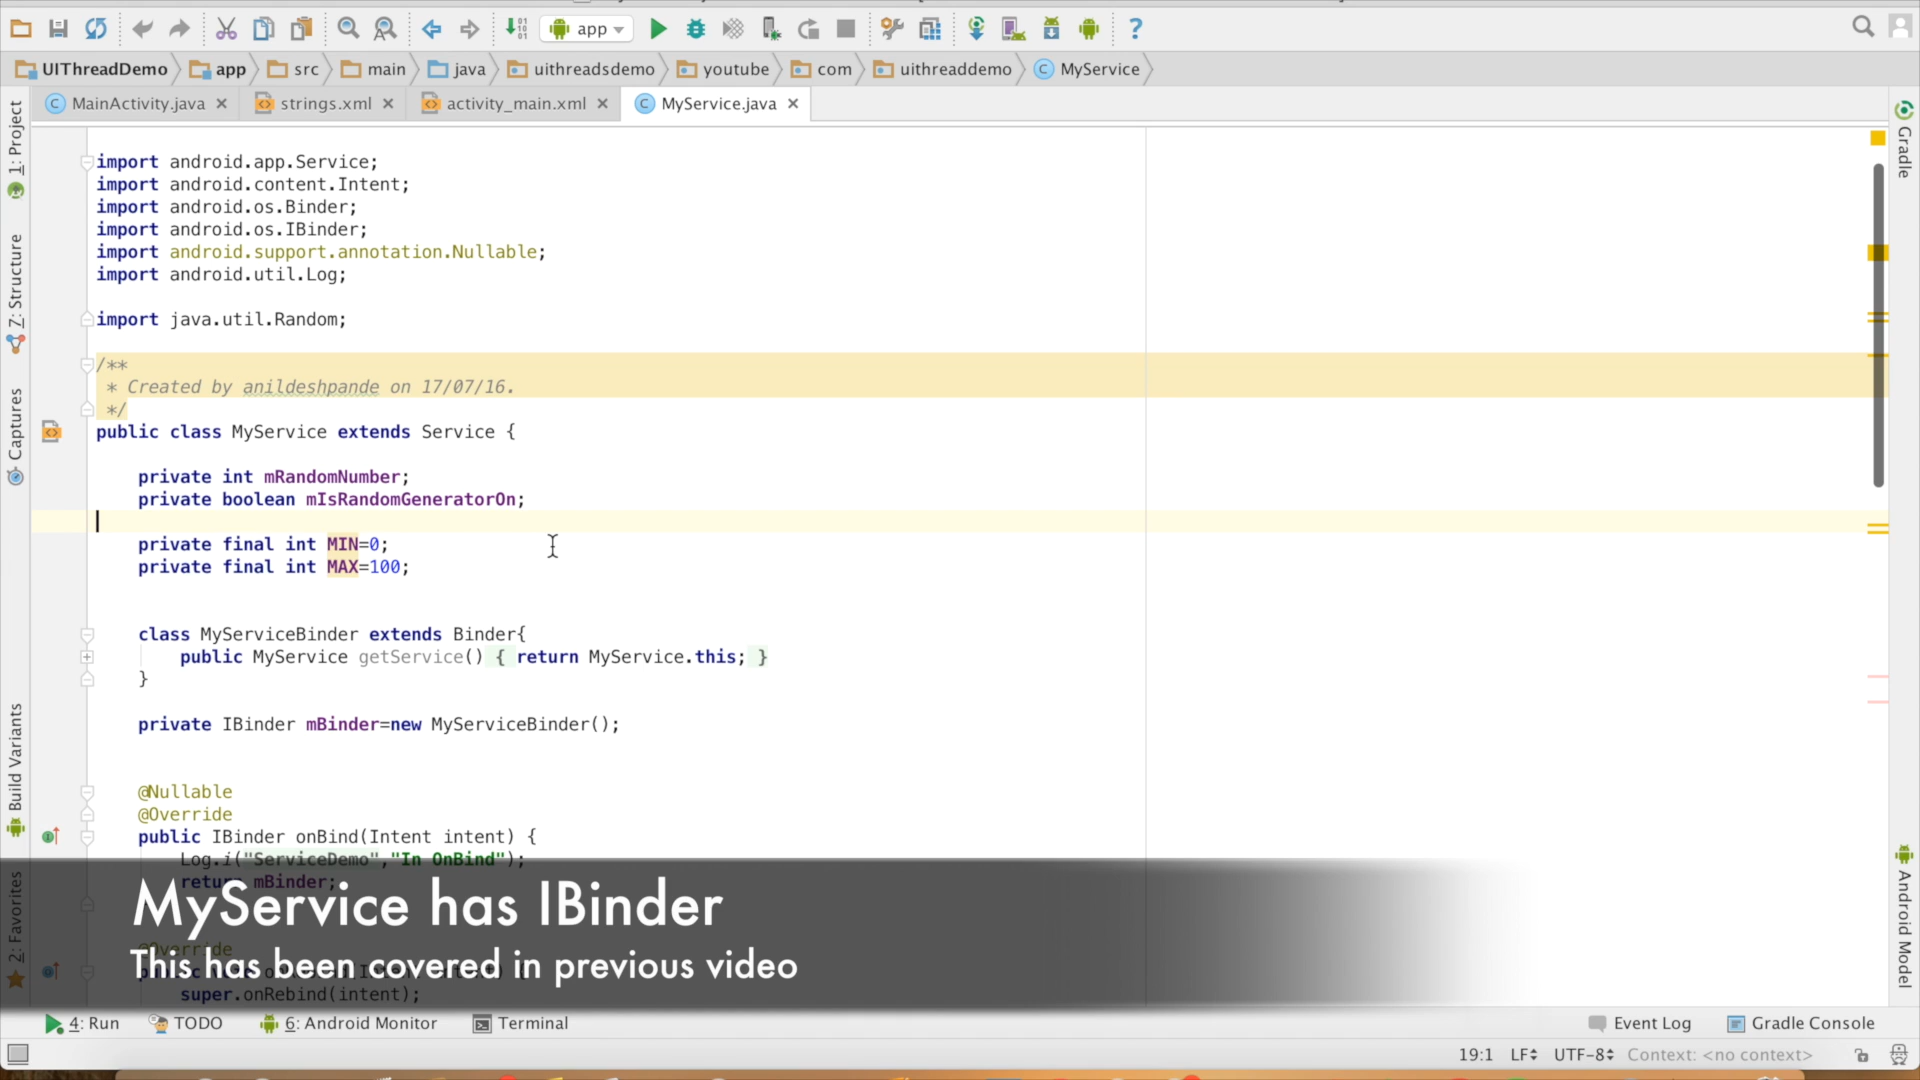 app
UIThreadDemo
app
src
main
java
uithreadsdemo
youtube
com
uithreaddemo
MyService
MainActivity.java
strings.xml
activity_main.xml
MyService.java
1: Project
Z: Structure
Captures
Build Variants
2: Favorites
Gradle
Android Model
import android.app.Service;
import android.content.Intent;
import android.os.Binder;
import android.os.IBinder;
import android.support.annotation.Nullable;
import android.util.Log;
import java.util.Random;
/**
* Created by anildeshpande on 17/07/16.
*/
public class MyService extends Service {
private int mRandomNumber;
private boolean mIsRandomGeneratorOn;
private final int MIN=0;
private final int MAX=100;
class MyServiceBinder extends Binder{
public MyService getService() { return MyService.this; }
}
private IBinder mBinder=new MyServiceBinder();
@Nullable
@Override
public IBinder onBind(Intent intent) {
Log.i("ServiceDemo","In OnBind");
return mBinder;
MyService has IBinder
@Override
This has been covered in previous video
super.onRebind(intent);
4: Run
TODO
6: Android Monitor
Terminal
Event Log
Gradle Console
19:1
LF
UTF-8
Context: <no context>